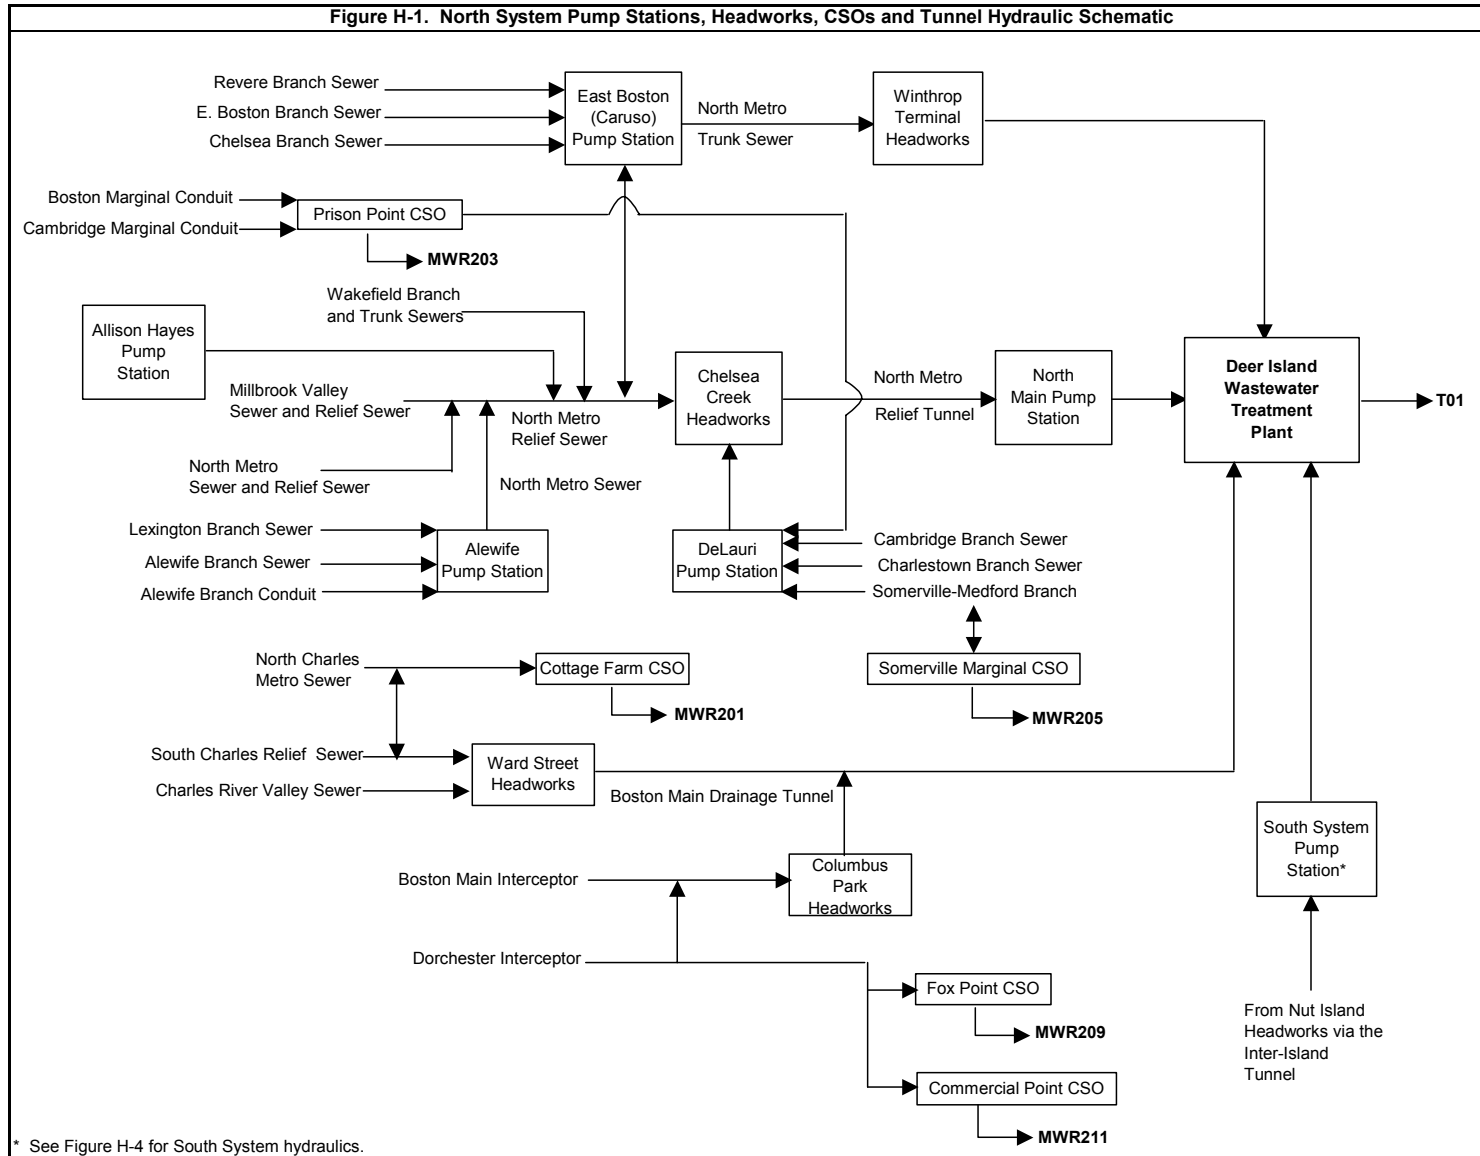 Figure H-1. North System Pump Stations, Headworks, CSOs and Tunnel Hydraulic Schematic
Revere Branch Sewer
E. Boston Branch Sewer
Chelsea Branch Sewer
East Boston
(Caruso)
Pump Station
North Metro
Trunk Sewer
Winthrop
Terminal
Headworks
Boston Marginal Conduit
Cambridge Marginal Conduit
Prison Point CSO
MWR203
Wakefield Branch
and Trunk Sewers
Allison Hayes
Pump
Station
Millbrook Valley
Sewer and Relief Sewer
North Metro
Relief Sewer
Chelsea
Creek
Headworks
North Metro
Relief Tunnel
North
Main Pump
Station
Deer Island
Wastewater
Treatment
Plant
T01
North Metro
Sewer and Relief Sewer
North Metro Sewer
Lexington Branch Sewer
Alewife Branch Sewer
Alewife Branch Conduit
Alewife
Pump Station
DeLauri
Pump Station
Cambridge Branch Sewer
Charlestown Branch Sewer
Somerville-Medford Branch
North Charles
Metro Sewer
Cottage Farm CSO
MWR201
Somerville Marginal CSO
MWR205
South Charles Relief Sewer
Charles River Valley Sewer
Ward Street
Headworks
Boston Main Drainage Tunnel
South System
Pump
Station*
Boston Main Interceptor
Columbus
Park
Headworks
Dorchester Interceptor
Fox Point CSO
MWR209
Commercial Point CSO
MWR211
From Nut Island
Headworks via the
Inter-Island
Tunnel
* See Figure H-4 for South System hydraulics.